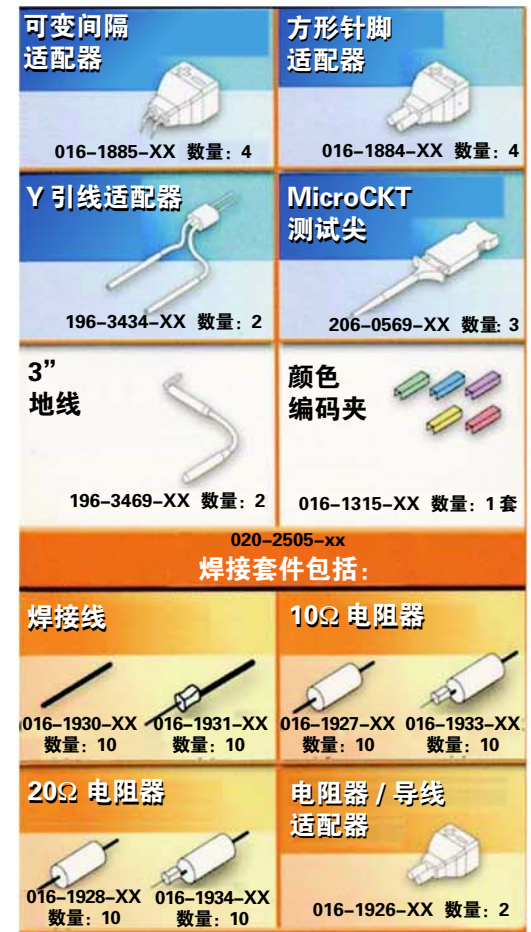 可变间隔
适配器
016-1885-XX 数量：4
方形针脚
适配器
016-1884-XX 数量：4
Y 引线适配器
196-3434-XX 数量：2
MicroCKT
测试尖
206-0569-XX 数量：3
3”
地线
196-3469-XX 数量：2
颜色
编码夹
016-1315-XX 数量：1套
020-2505-xx
焊接套件包括：
焊接线
016-1930-XX 016-1931-XX
数量：10 数量：10
10Ω 电阻器
016-1927-XX 016-1933-XX
数量：10 数量：10
20Ω 电阻器
016-1928-XX 016-1934-XX
数量：10 数量：10
电阻器 / 导线
适配器
016-1926-XX 数量：2